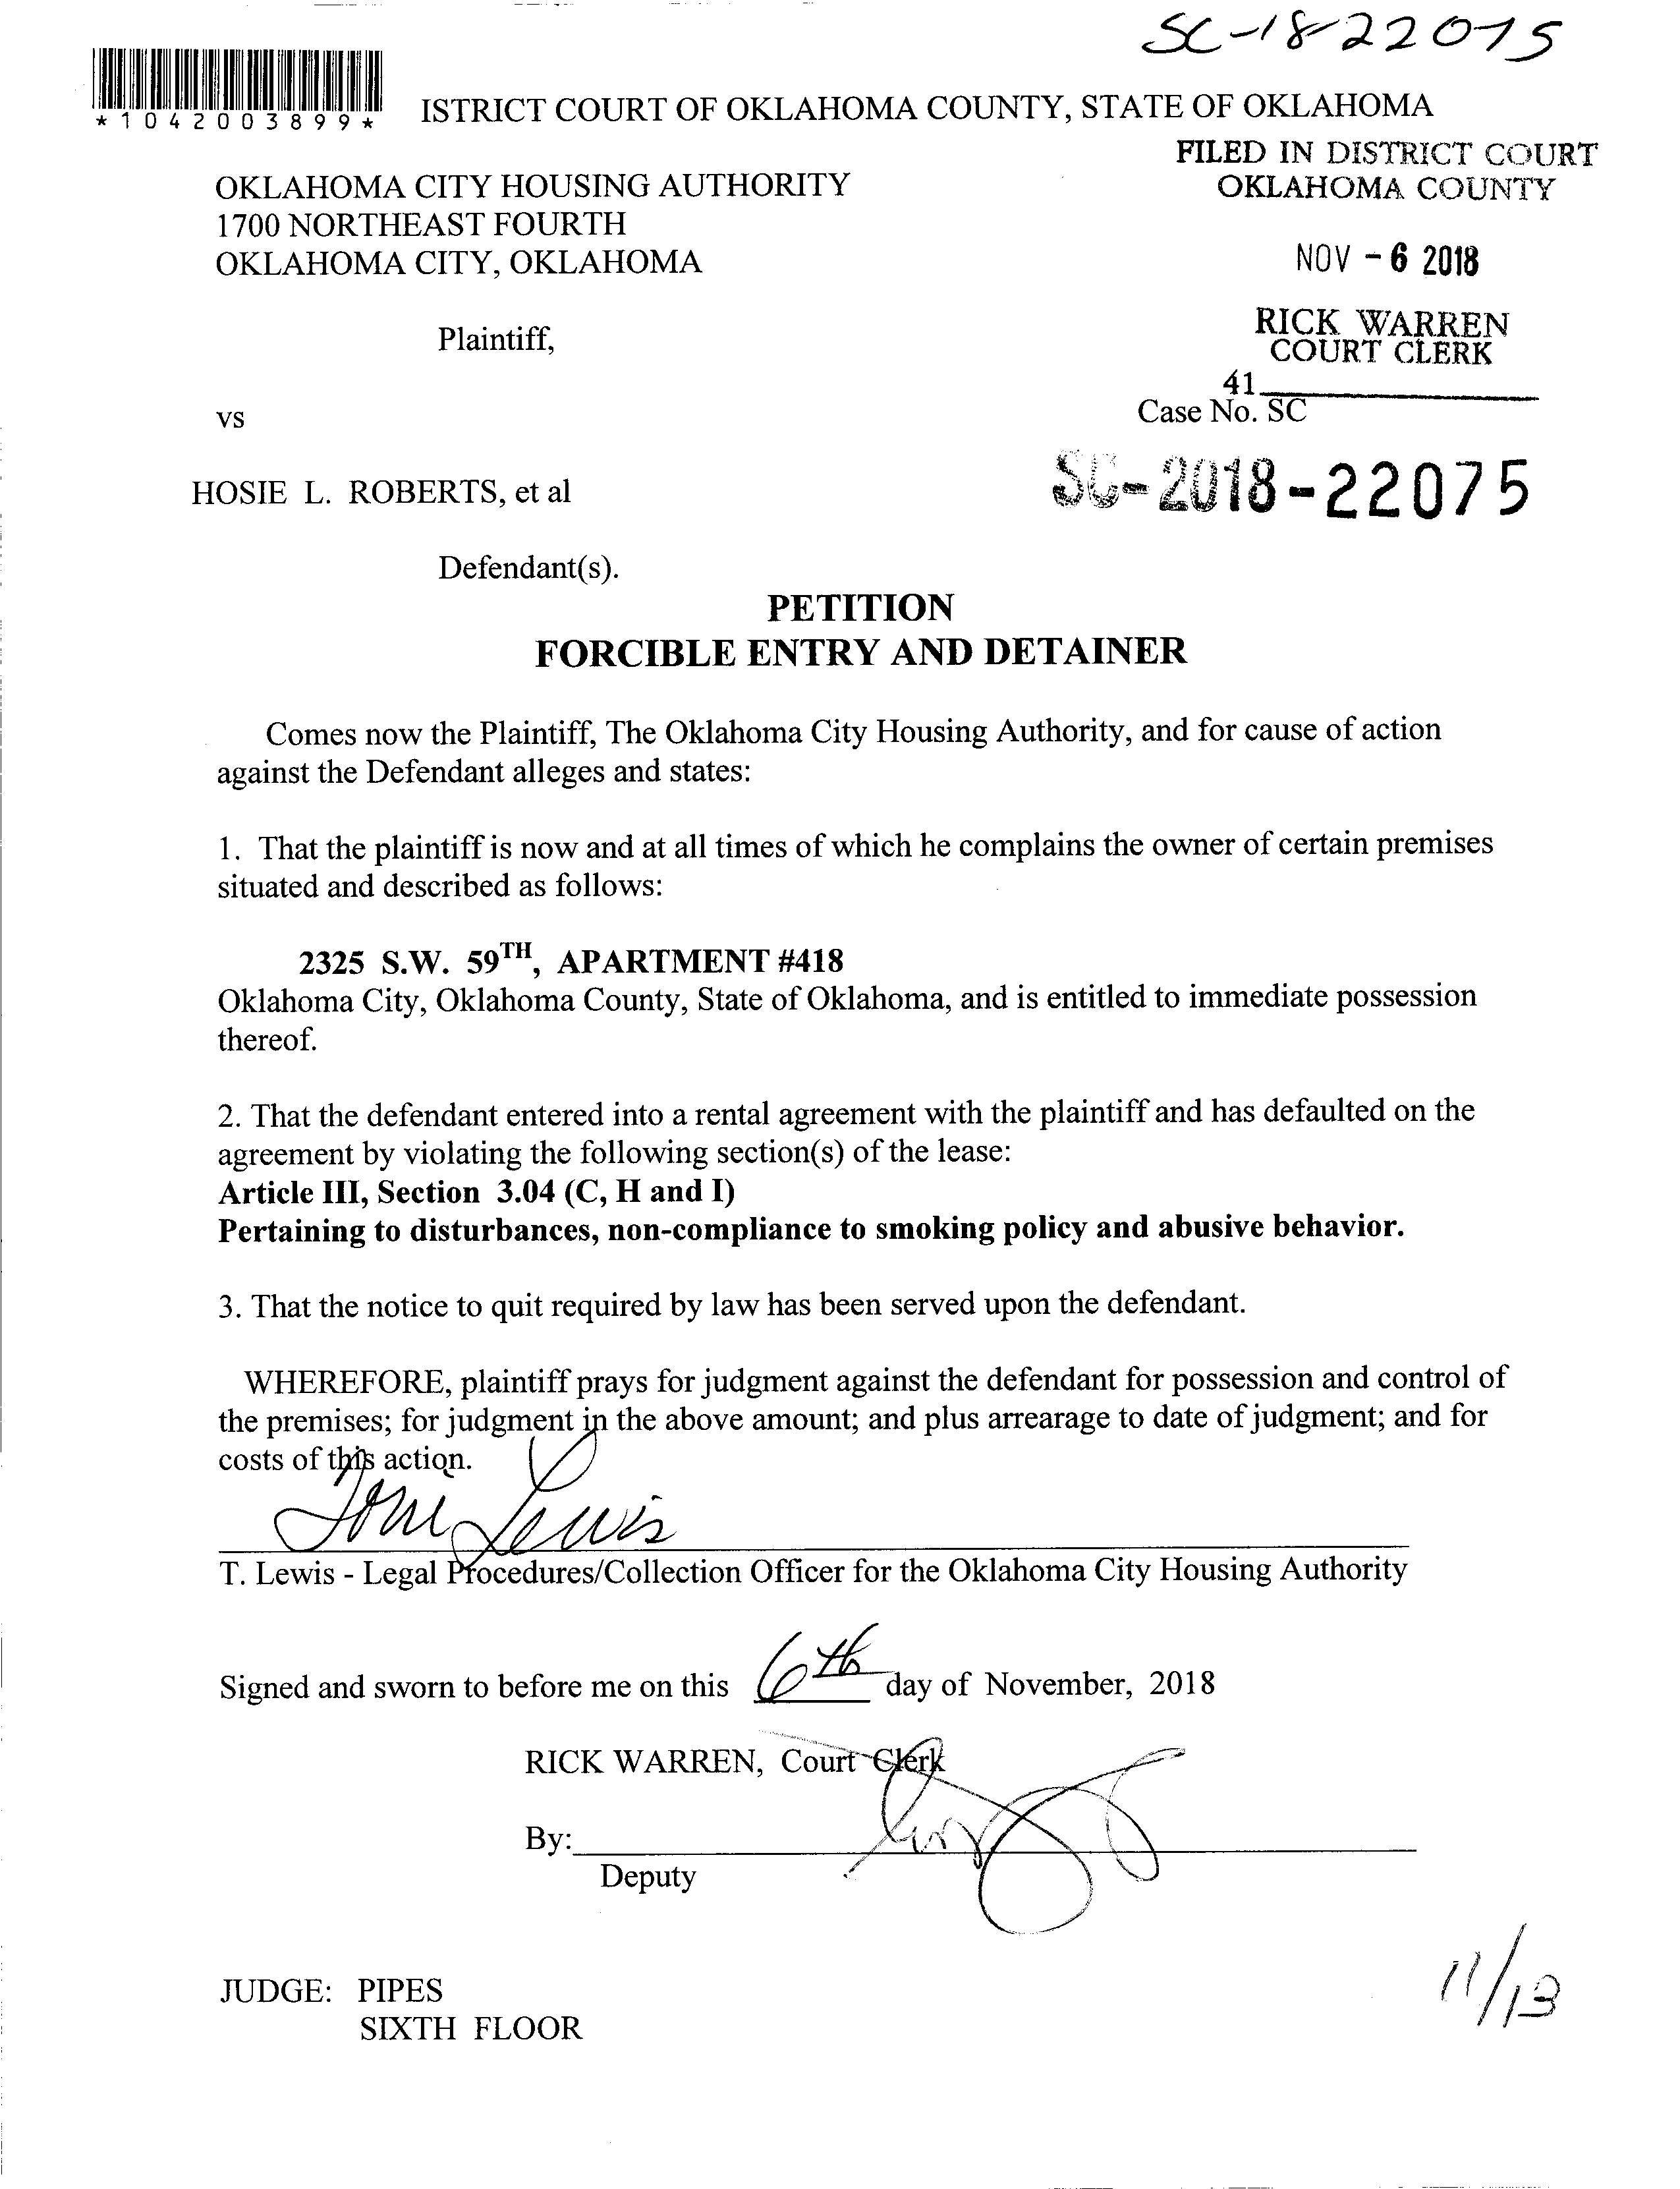 SC-18-22075
*1042003899*
ISTRICT COURT OF OKLAHOMA COUNTY, STATE OF OKLAHOMA
FILED IN DISTRICT COURT
OKLAHOMA COUNTY
OKLAHOMA CITY HOUSING AUTHORITY
1700 NORTHEAST FOURTH
OKLAHOMA CITY, OKLAHOMA
NOV - 6 2018
Plaintiff,
RICK WARREN
COURT CLERK
41
vs
Case No. SC
HOSIE L. ROBERTS, et al
SC-2018-22075
Defendant(s).
PETITION
FORCIBLE ENTRY AND DETAINER
Comes now the Plaintiff, The Oklahoma City Housing Authority, and for cause of action
against the Defendant alleges and states:
1. That the plaintiff is now and at all times of which he complains the owner of certain premises
situated and described as follows:
2325 S.W. 59TH, APARTMENT #418
Oklahoma City, Oklahoma County, State of Oklahoma, and is entitled to immediate possession
thereof.
2. That the defendant entered into a rental agreement with the plaintiff and has defaulted on the
agreement by violating the following section(s) of the lease:
Article III, Section 3.04 (C, H and I)
Pertaining to disturbances, non-compliance to smoking policy and abusive behavior.
3. That the notice to quit required by law has been served upon the defendant.
WHEREFORE, plaintiff prays for judgment against the defendant for possession and control of
the premises; for judgment in the above amount; and plus arrearage to date of judgment; and for
costs of this action.
Toni Lewis
T. Lewis - Legal Procedures/Collection Officer for the Oklahoma City Housing Authority
Signed and sworn to before me on this 6th day of November, 2018
RICK WARREN, Court Clerk
By:
Deputy
JUDGE: PIPES
SIXTH FLOOR
11/13